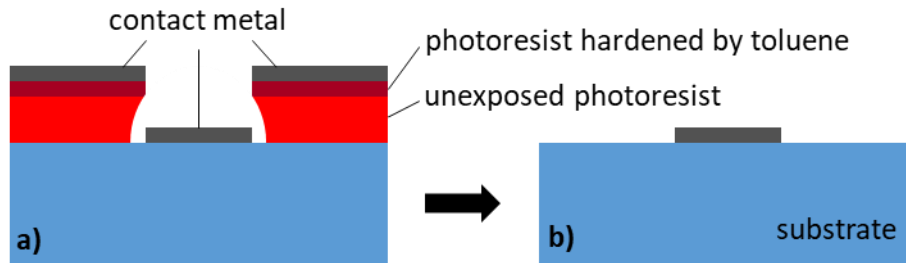 contact metal
photoresist hardened by toluene
unexposed photoresist
a)
b)
substrate